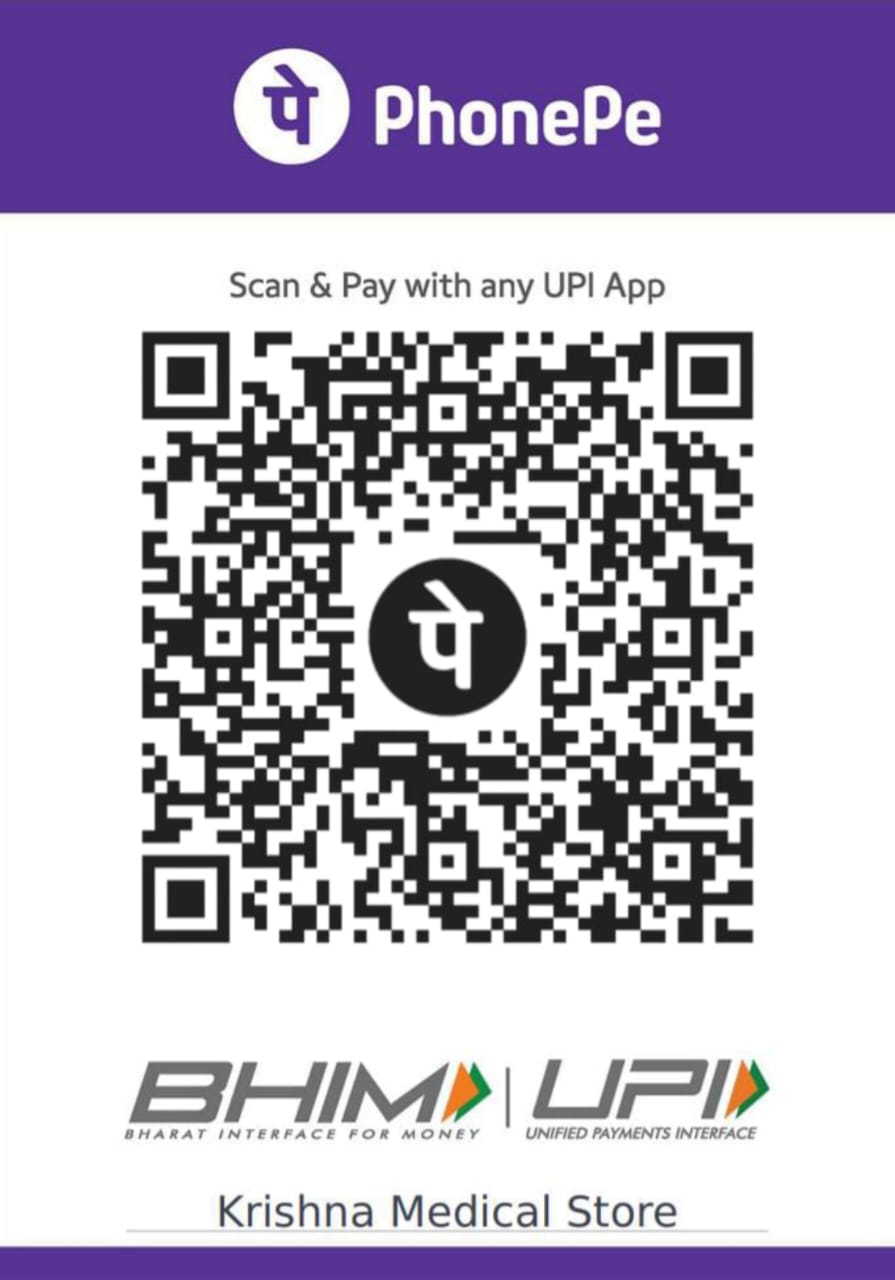 पे PhonePe
Scan & Pay with any UPI App
पे
BHIM | UPI
BHARAT INTERFACE FOR MONEY UNIFIED PAYMENTS INTERFACE
Krishna Medical Store